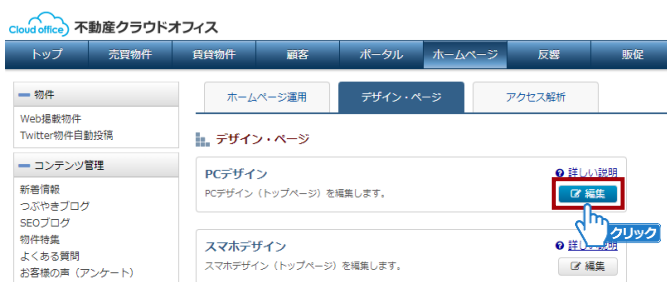 Cloud office 不動産クラウドオフィス
トップ 売買物件 賃貸物件 顧客 ポータル ホームページ 反響 販促
物件
Web掲載物件
Twitter物件自動投稿
コンテンツ管理
新着情報
つぶやきブログ
SEOブログ
物件特集
よくある質問
お客様の声（アンケート）
ホームページ運用 デザイン・ページ アクセス解析
デザイン・ページ
PCデザイン 詳しい説明
PCデザイン（トップページ）を編集します。 編集
クリック
スマホデザイン 詳しい説明
スマホデザイン（トップページ）を編集します。 編集